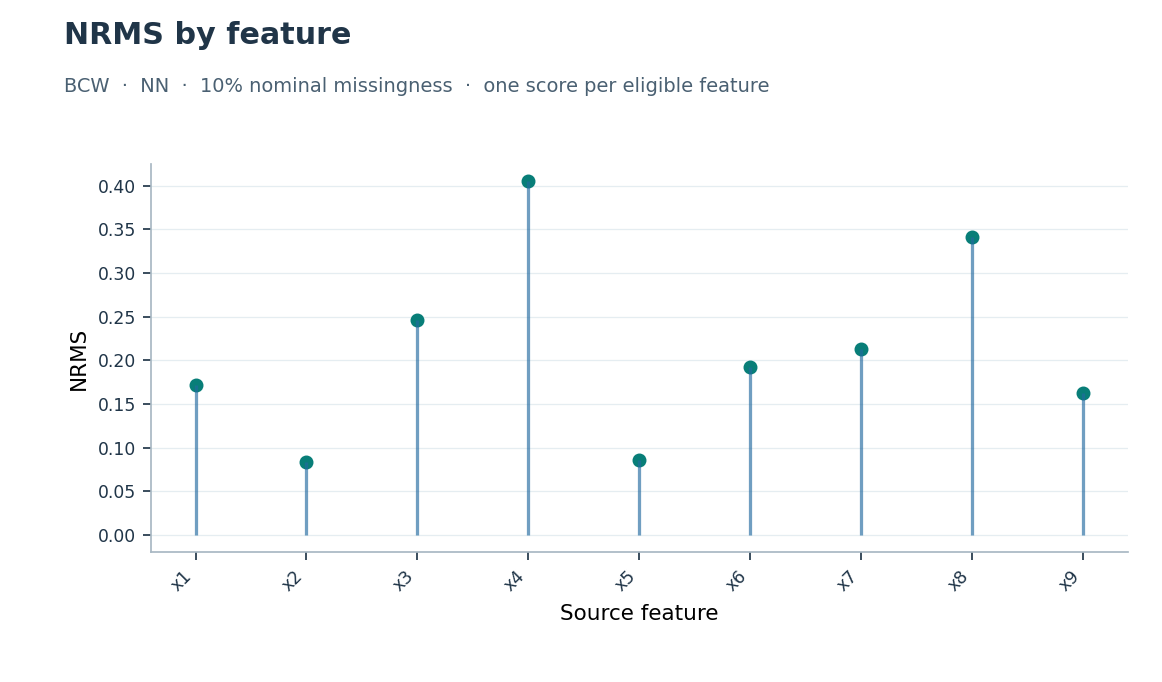 NRMS by feature
BCW · NN · 10% nominal missingness · one score per eligible feature
0.40
0.35
0.30
0.25
0.20
0.15
0.10
0.05
0.00
NRMS
x1 x2 x3 x4 x5 x6 x7 x8 x9
Source feature